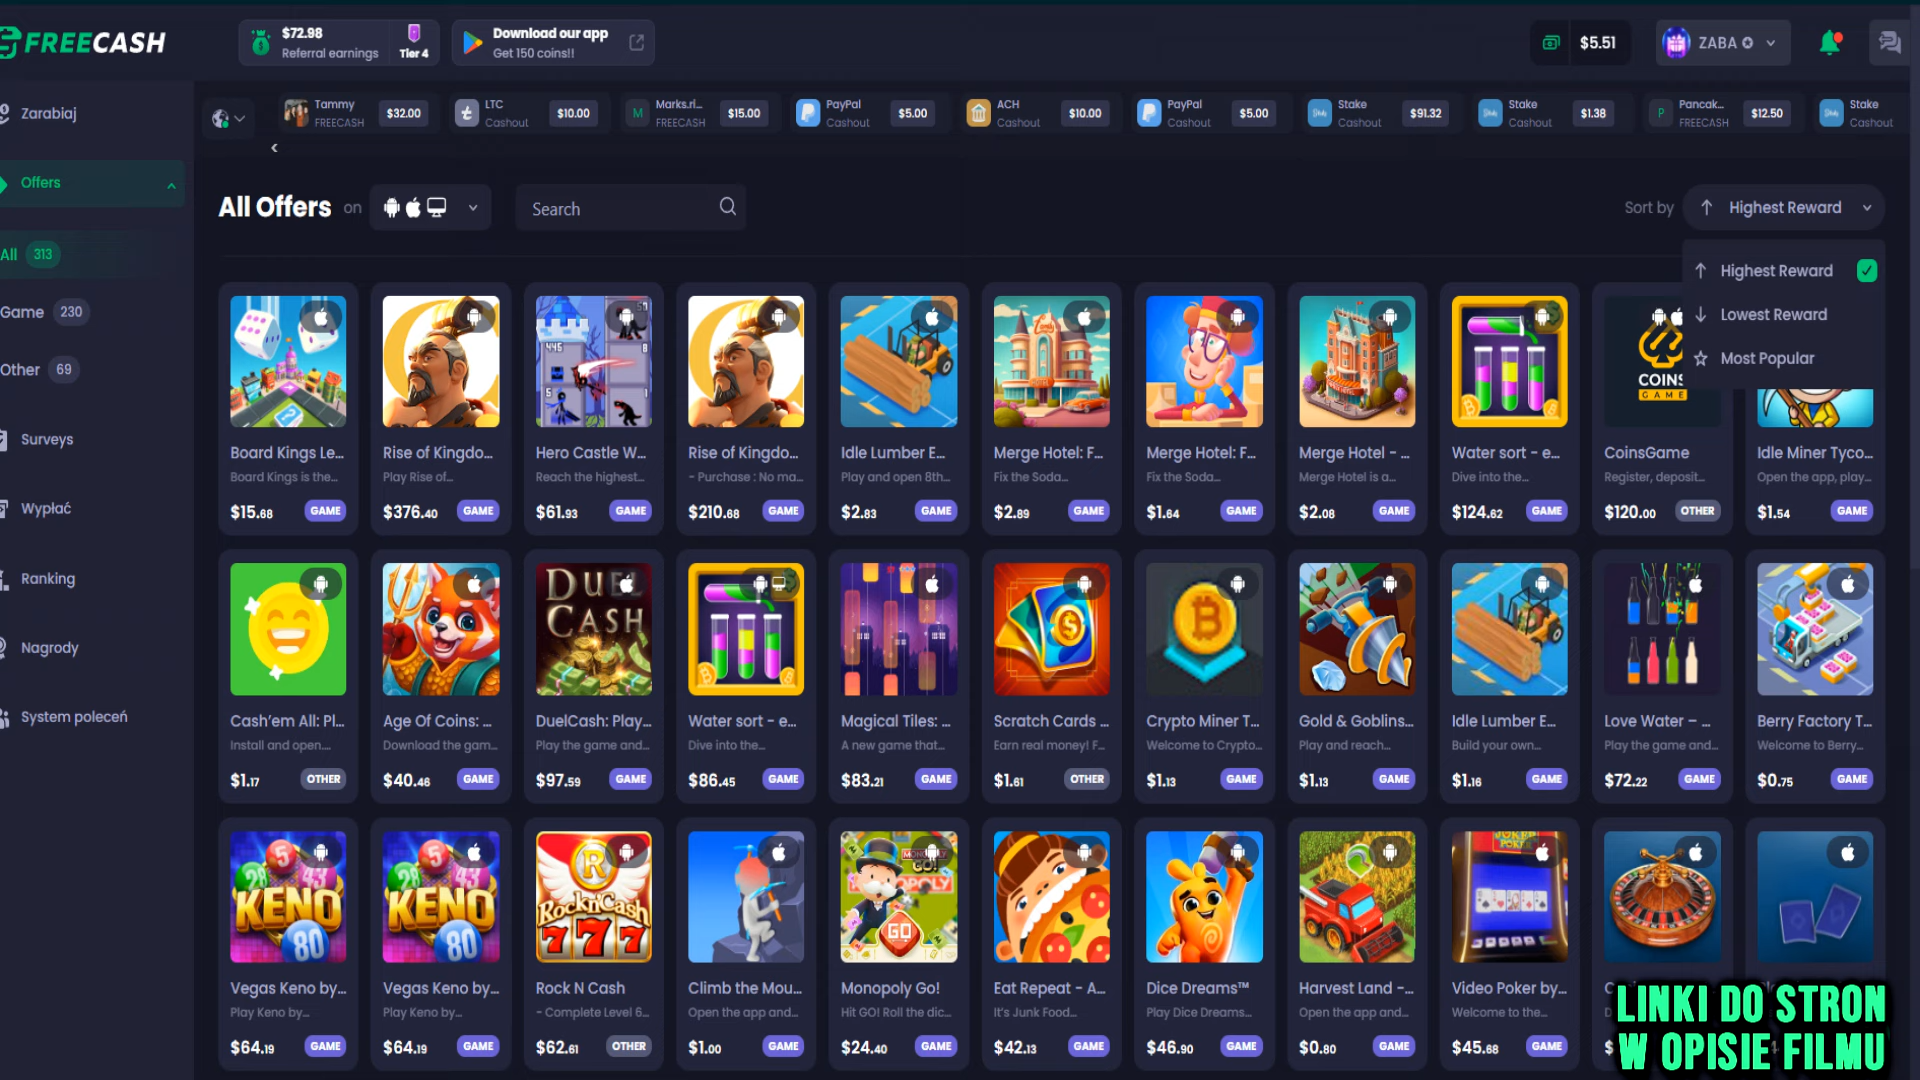 FREECASH
$72.98
Referral earnings
Tier 4
Download our app
Get 150 coins!!
$5.51
ZABA
Tammy
FREECASH
$32.00
LTC
Cashout
$10.00
Marks.ri...
FREECASH
$15.00
PayPal
Cashout
$5.00
ACH
Cashout
$10.00
PayPal
Cashout
$5.00
Stake
Cashout
$91.32
Stake
Cashout
$1.38
Pancak...
FREECASH
$12.50
Stake
Cashout
Zarabiaj
Offers
All 313
Game 230
Other 69
Surveys
Wypłać
Ranking
Nagrody
System poleceń
All Offers on
Search
Sort by Highest Reward
Highest Reward
Lowest Reward
Most Popular
Board Kings Le...
Board Kings is the...
$15.68 GAME
Rise of Kingdo...
Play Rise of...
$376.40 GAME
Hero Castle W...
Reach the highest...
$61.93 GAME
Rise of Kingdo...
- Purchase : No ma...
$210.68 GAME
Idle Lumber E...
Play and open 8th...
$2.83 GAME
Merge Hotel: F...
Fix the Soda...
$2.89 GAME
Merge Hotel: F...
Fix the Soda...
$1.64 GAME
Merge Hotel - ...
Merge Hotel is a...
$2.08 GAME
Water sort - e...
Dive into the...
$124.62 GAME
COINS
GAME
CoinsGame
Register, deposit...
$120.00 OTHER
Idle Miner Tyco...
Open the app, play...
$1.54 GAME
Cash'em All: Pl...
Install and open....
$1.17 OTHER
Age Of Coins: ...
Download the gam...
$40.46 GAME
DUEL
CASH
DuelCash: Play...
Play the game and...
$97.59 GAME
Water sort - e...
Dive into the...
$86.45 GAME
Magical Tiles: ...
A new game that...
$83.21 GAME
Scratch Cards ...
Earn real money! F...
$1.61 OTHER
Crypto Miner T...
Welcome to Crypto...
$1.13 GAME
Gold & Goblins...
Play and reach...
$1.13 GAME
Idle Lumber E...
Build your own...
$1.16 GAME
Love Water – ...
Play the game and...
$72.22 GAME
Berry Factory T...
Welcome to Berry...
$0.75 GAME
5
28 43
KENO
80
Vegas Keno by...
Play Keno by...
$64.19 GAME
5
28 43
KENO
80
Vegas Keno by...
Play Keno by...
$64.19 GAME
R
RocknCash
777
Rock N Cash
- Complete Level 6...
$62.61 OTHER
Climb the Mou...
Open the app and...
$1.00 GAME
GO
Monopoly Go!
Hit GO! Roll the dic...
$24.40 GAME
Eat Repeat - A...
It's Junk Food...
$42.13 GAME
Dice Dreams™
Play Dice Dreams...
$46.90 GAME
Harvest Land -...
Open the app and...
$0.80 GAME
Video Poker by...
Welcome to the...
$45.68 GAME
LINKI DO STRON
W OPISIE FILMU